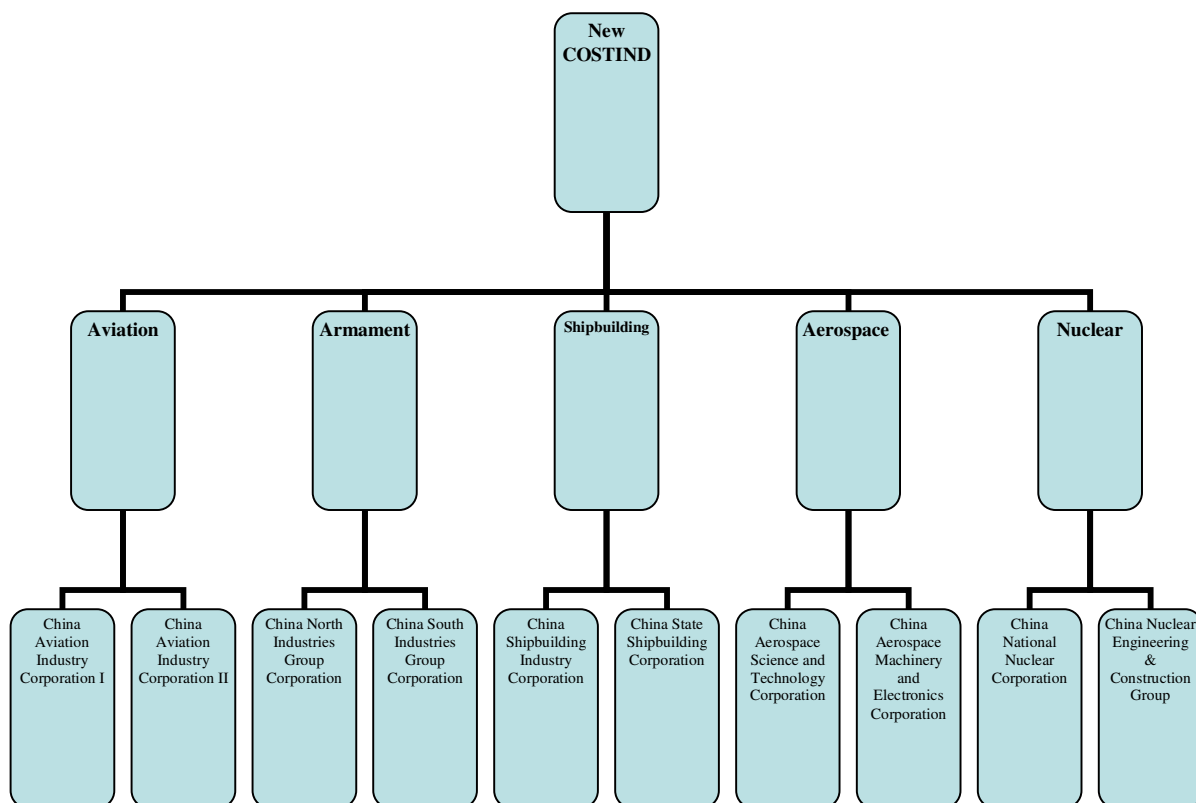 New
COSTIND
Aviation
Armament
Shipbuilding
Aerospace
Nuclear
China
Aviation
Industry
Corporation I
China
Aviation
Industry
Corporation II
China North
Industries
Group
Corporation
China South
Industries
Group
Corporation
China
Shipbuilding
Industry
Corporation
China State
Shipbuilding
Corporation
China
Aerospace
Science and
Technology
Corporation
China
Aerospace
Machinery
and
Electronics
Corporation
China
National
Nuclear
Corporation
China Nuclear
Engineering
&
Construction
Group